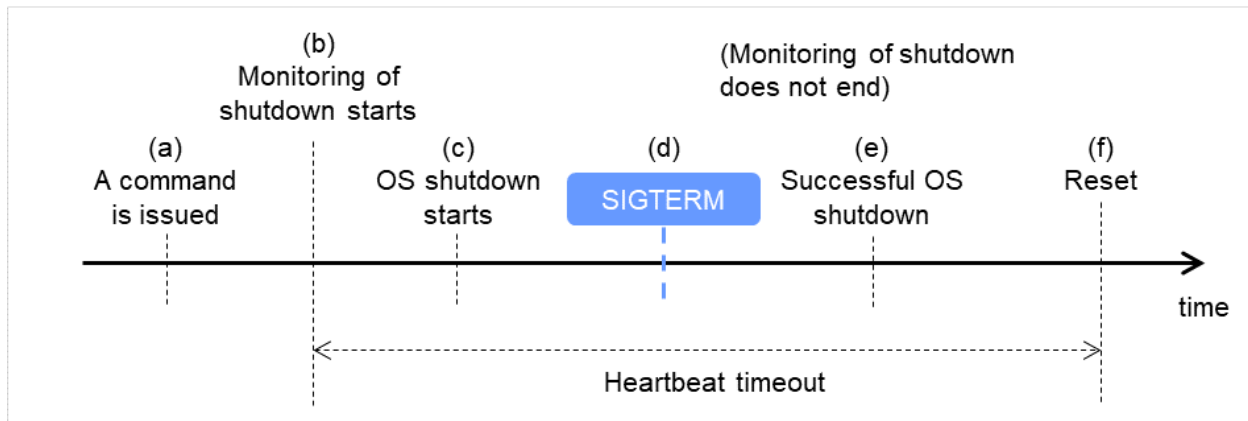 (b)
Monitoring of
shutdown starts
(Monitoring of shutdown
does not end)
(a)
A command
is issued
(c)
OS shutdown
starts
(d)
SIGTERM
(e)
Successful OS
shutdown
(f)
Reset
time
Heartbeat timeout